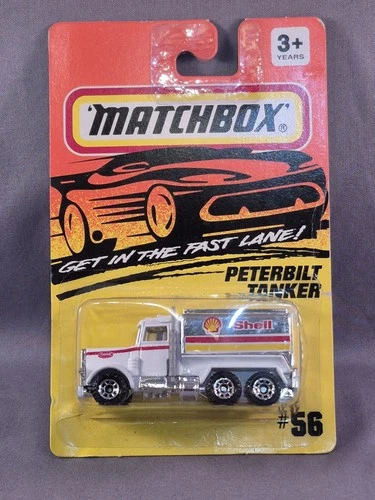 3+
YEARS
'MATCHBOX'®
GET IN THE FAST LANE!
PETERBILT
TANKER
Shell
#56